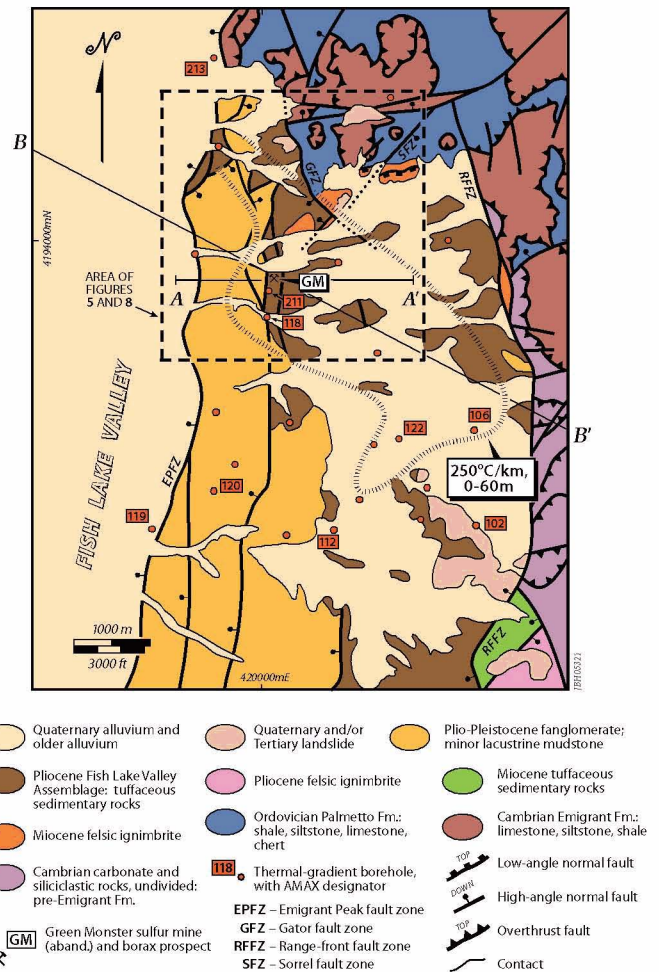 N
213
B
SFZ
GFZ
RFFZ
4194000mN
AREA OF
FIGURES
5 AND 8
A
GM
A'
211
118
FISH LAKE VALLEY
106
122
B'
250°C/km,
0-60m
EPFZ
120
119
102
112
1000 m
3000 ft
RFFZ
420000mE
Quaternary alluvium and
older alluvium
Quaternary and/or
Tertiary landslide
Plio-Pleistocene fanglomerate;
minor lacustrine mudstone
Pliocene Fish Lake Valley
Assemblage: tuffaceous
sedimentary rocks
Pliocene felsic ignimbrite
Miocene tuffaceous
sedimentary rocks
Miocene felsic ignimbrite
Ordovician Palmetto Fm.:
shale, siltstone, limestone,
chert
Cambrian Emigrant Fm.:
limestone, siltstone, shale
Cambrian carbonate and
siliciclastic rocks, undivided:
pre-Emigrant Fm.
118
Thermal-gradient borehole,
with AMAX designator
TOP
Low-angle normal fault
DOWN
High-angle normal fault
TOP
Overthrust fault
Contact
GM
Green Monster sulfur mine
(aband.) and borax prospect
EPFZ – Emigrant Peak fault zone
GFZ – Gator fault zone
RFFZ – Range-front fault zone
SFZ – Sorrel fault zone